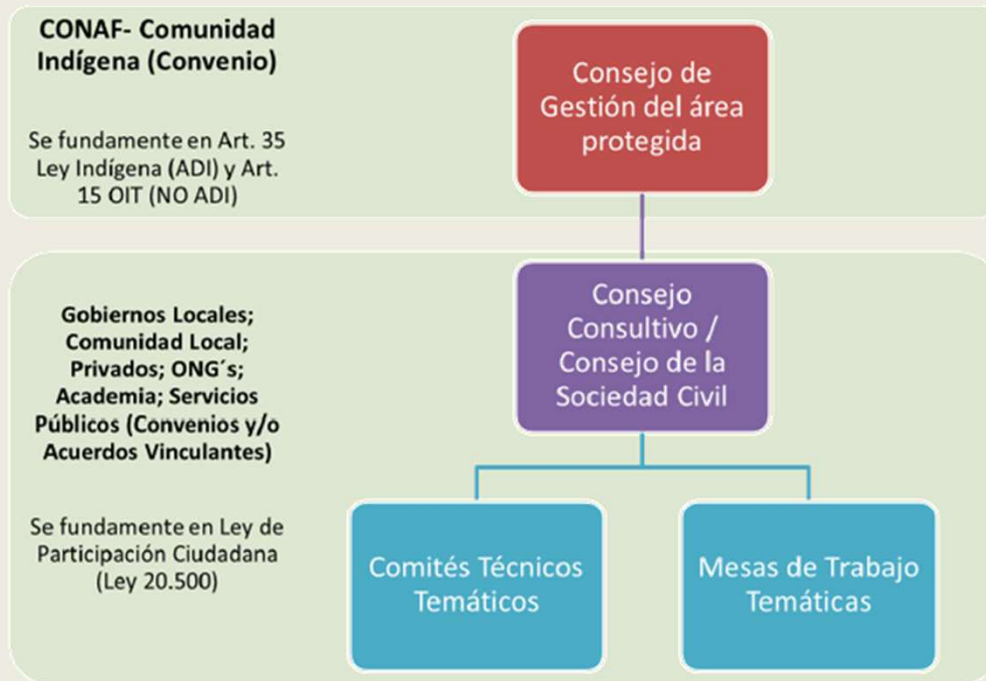 CONAF- Comunidad
Indígena (Convenio)
Se fundamente en Art. 35
Ley Indígena (ADI) y Art.
15 OIT (NO ADI)
Consejo de
Gestión del área
protegida
Gobiernos Locales;
Comunidad Local;
Privados; ONG´s;
Academia; Servicios
Públicos (Convenios y/o
Acuerdos Vinculantes)
Se fundamente en Ley de
Participación Ciudadana
(Ley 20.500)
Consejo
Consultivo /
Consejo de la
Sociedad Civil
Comités Técnicos
Temáticos
Mesas de Trabajo
Temáticas